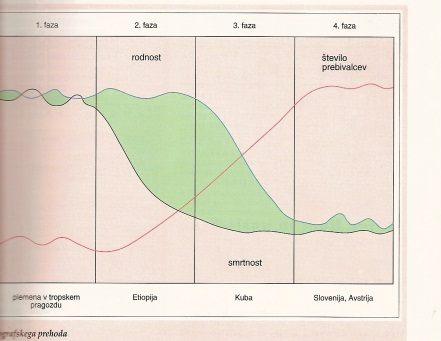 1. faza 2. faza 3. faza 4. faza
rodnost
število
prebivalcev
smrtnost
plemena v tropskem
pragozdu
Etiopija
Kuba
Slovenija, Avstrija
prehoda